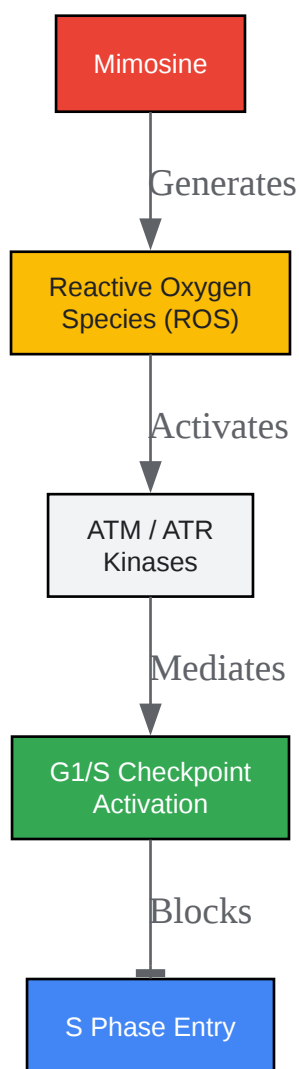 Mimosine
Generates
Reactive Oxygen
Species (ROS)
Activates
ATM / ATR
Kinases
Mediates
G1/S Checkpoint
Activation
Blocks
S Phase Entry